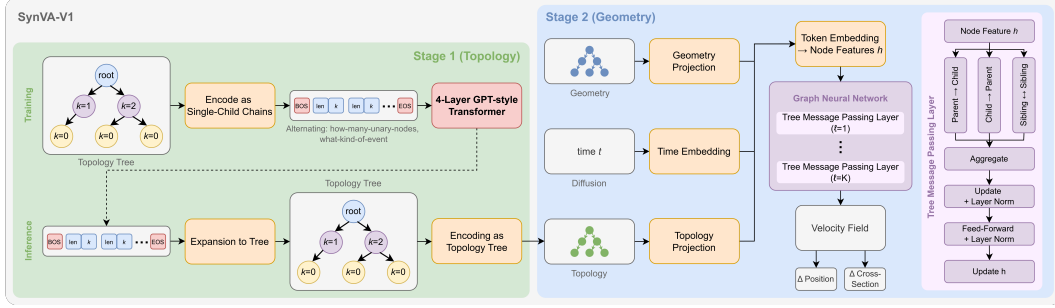 SynVA-V1
Stage 1 (Topology)
Training
root
k=1
k=2
k=0
k=0
k=0
Topology Tree
Encode as
Single-Child Chains
BOS len k len k ••• EOS
Alternating: how-many-unary-nodes,
what-kind-of-event
4-Layer GPT-style
Transformer
Inference
BOS len k len k ••• EOS
Expansion to Tree
Topology Tree
root
k=1
k=2
k=0
k=0
k=0
Encoding as
Topology Tree
Stage 2 (Geometry)
Geometry
Geometry
Projection
time t
Diffusion
Time Embedding
Topology
Topology
Projection
Token Embedding
→ Node Features h
Graph Neural Network
Tree Message Passing Layer
(ℓ=1)
Tree Message Passing Layer
(ℓ=K)
Velocity Field
Δ Position
Δ Cross-
Section
Tree Message Passing Layer
Node Feature h
Parent → Child
Child → Parent
Sibling ↔ Sibling
Aggregate
Update
+ Layer Norm
Feed-Forward
+ Layer Norm
Update h